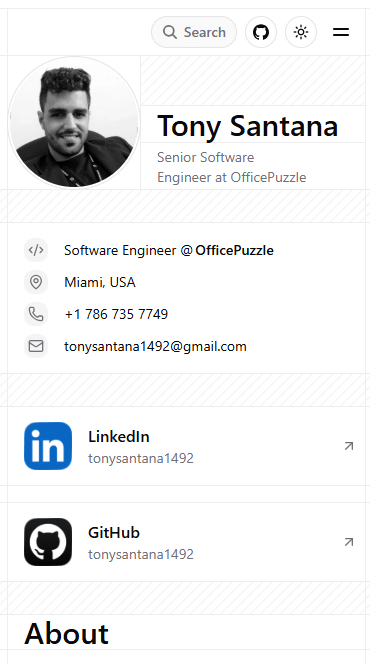 Search
Tony Santana
Senior Software
Engineer at OfficePuzzle
Software Engineer @OfficePuzzle
Miami, USA
+1 786 735 7749
tonysantana1492@gmail.com
in
LinkedIn
tonysantana1492
GitHub
tonysantana1492
About